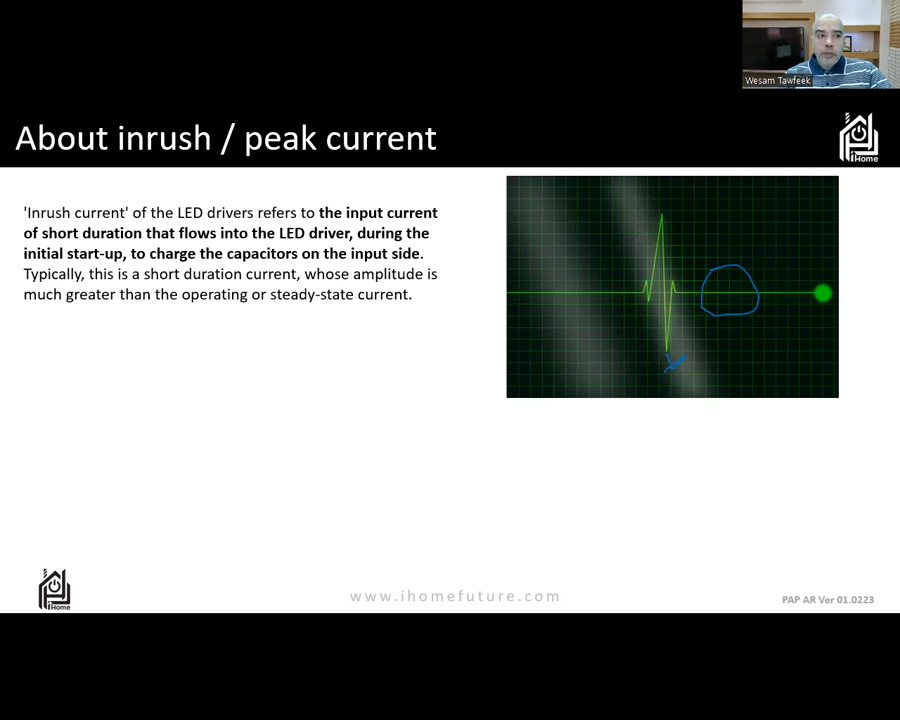 Wesam Tawfeek
About inrush / peak current
iHome
'Inrush current' of the LED drivers refers to the input current
of short duration that flows into the LED driver, during the
initial start-up, to charge the capacitors on the input side.
Typically, this is a short duration current, whose amplitude is
much greater than the operating or steady-state current.
iHome
www.ihomefuture.com
PAP AR Ver 01.0223